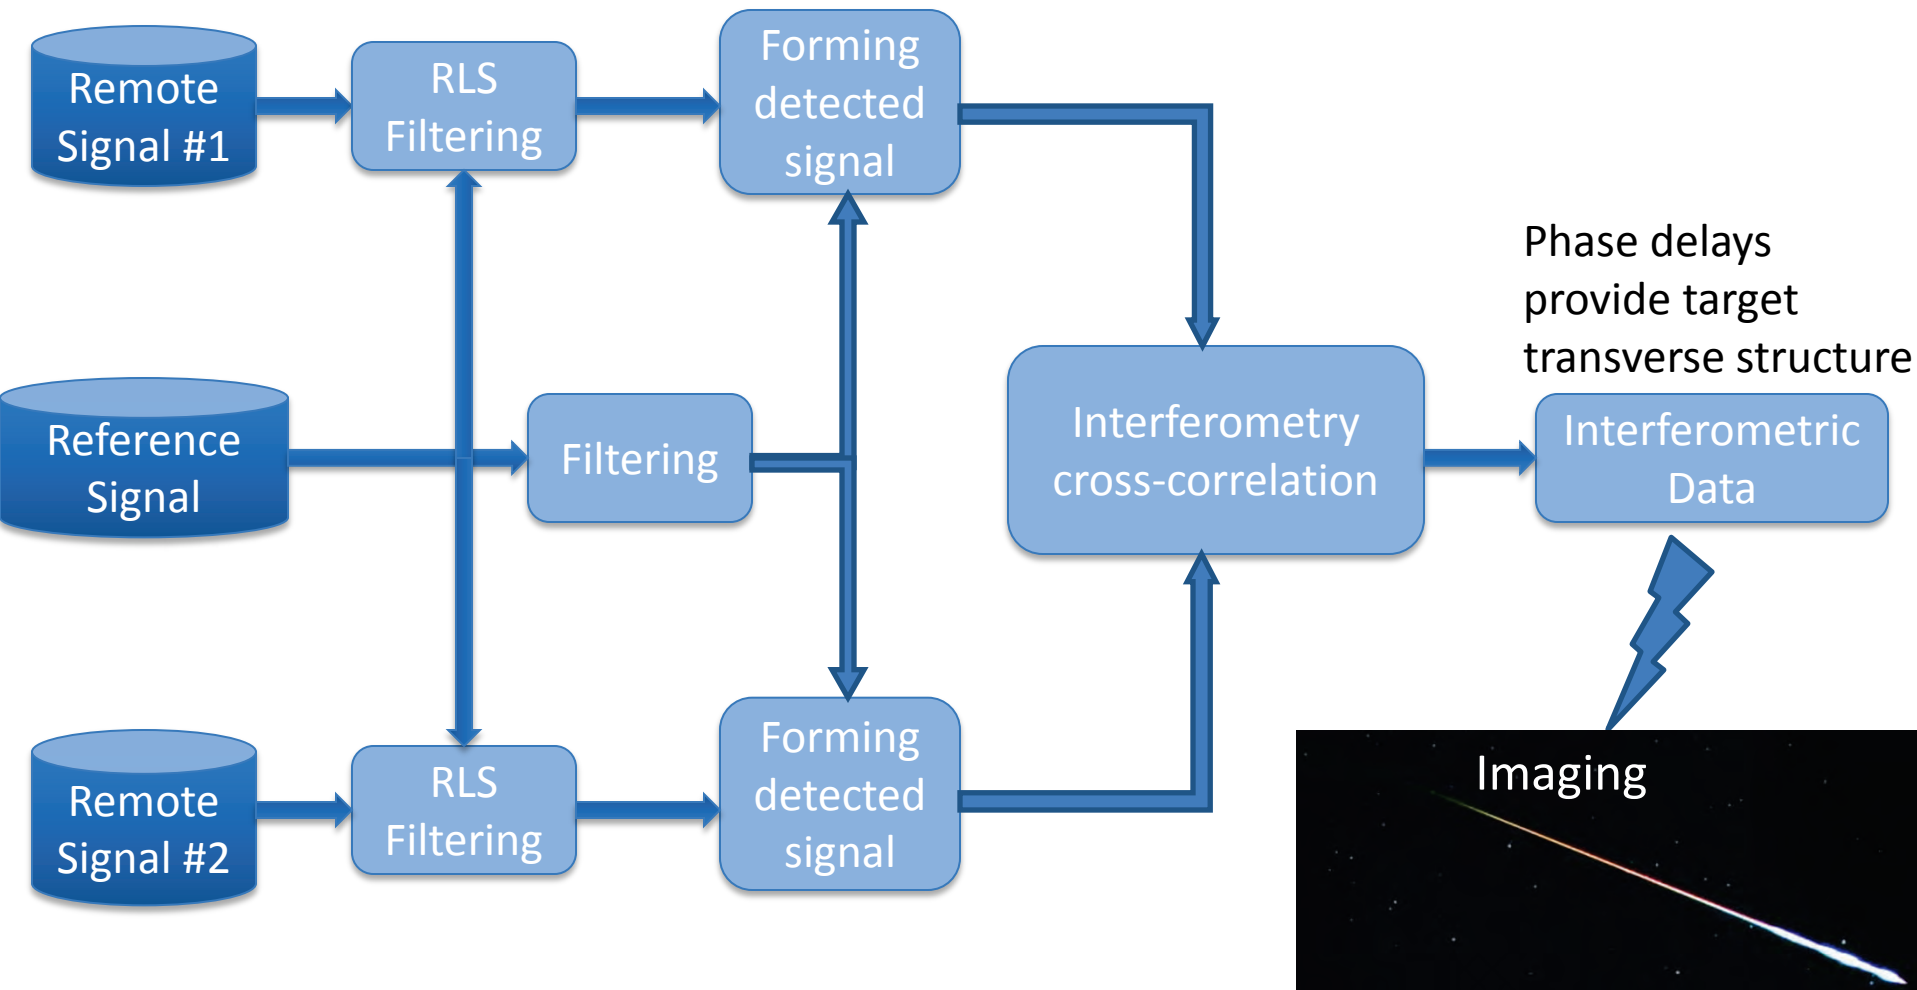 Remote
Signal #1
RLS
Filtering
Forming
detected
signal
Reference
Signal
Filtering
Interferometry
cross-correlation
Phase delays
provide target
transverse structure
Interferometric
Data
Remote
Signal #2
RLS
Filtering
Forming
detected
signal
Imaging